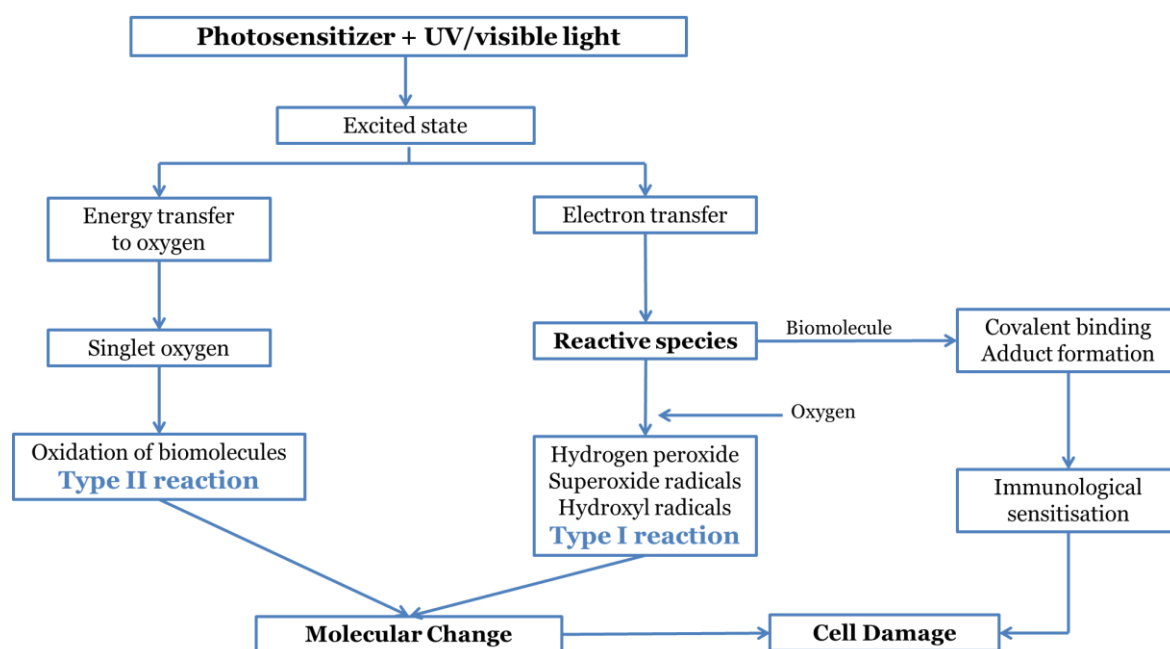 Photosensitizer + UV/visible light
Excited state
Energy transfer
to oxygen
Electron transfer
Singlet oxygen
Reactive species
Biomolecule
Covalent binding
Adduct formation
Oxygen
Oxidation of biomolecules
Type II reaction
Hydrogen peroxide
Superoxide radicals
Hydroxyl radicals
Type I reaction
Immunological
sensitisation
Molecular Change
Cell Damage